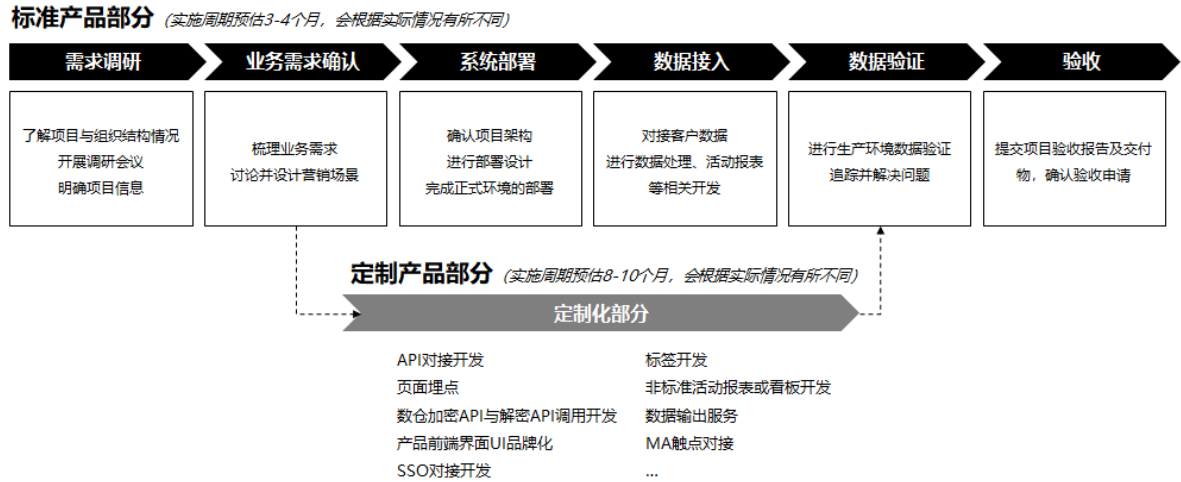 标准产品部分 (实施周期预估3-4个月，会根据实际情况有所不同)
需求调研
业务需求确认
系统部署
数据接入
数据验证
验收
了解项目与组织结构情况
开展调研会议
明确项目信息
梳理业务需求
讨论并设计营销场景
确认项目架构
进行部署设计
完成正式环境的部署
对接客户数据
进行数据处理、活动报表
等相关开发
进行生产环境数据验证
追踪并解决问题
提交项目验收报告及交付
物，确认验收申请
定制产品部分 (实施周期预估8-10个月，会根据实际情况有所不同)
定制化部分
API对接开发
页面埋点
数仓加密API与解密API调用开发
产品前端界面UI品牌化
SSO对接开发
标签开发
非标准活动报表或看板开发
数据输出服务
MA触点对接
...